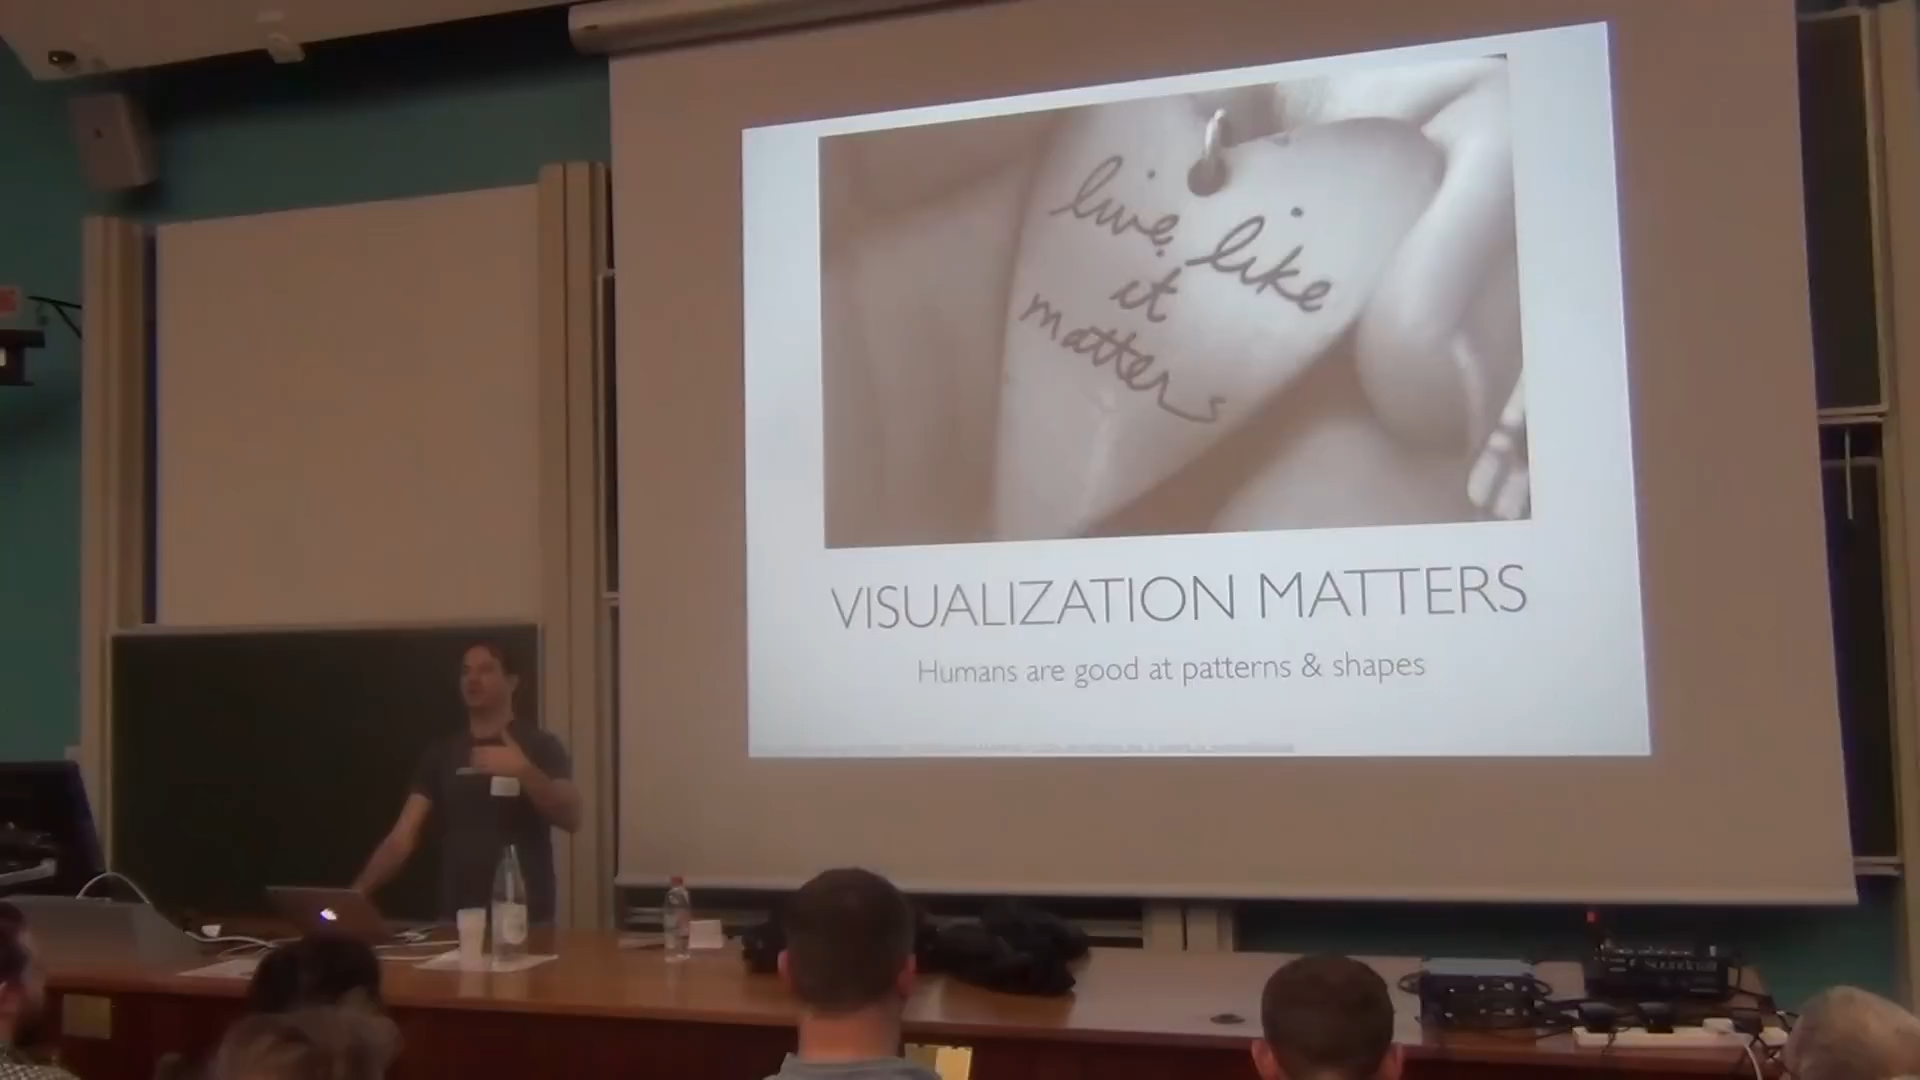 live like
it
matters
VISUALIZATION MATTERS
Humans are good at patterns & shapes